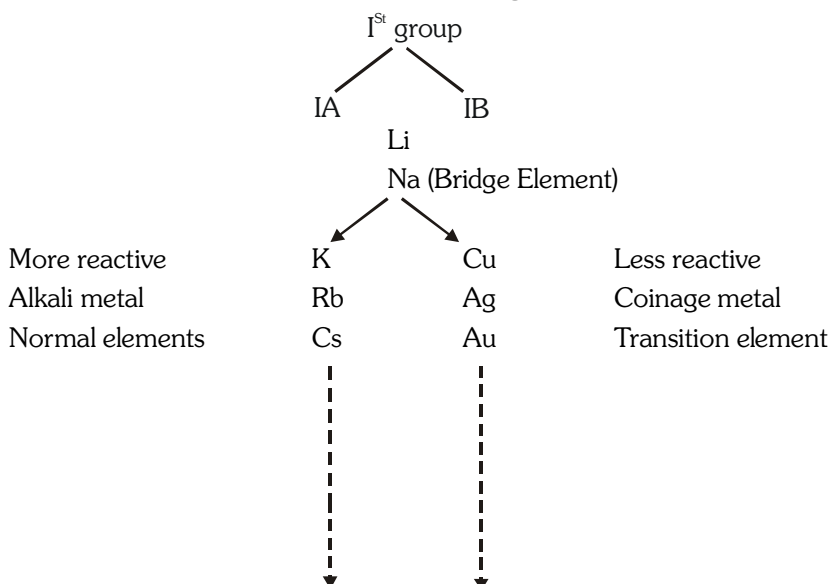 Iˢᵗ group
IA IB
Li
Na (Bridge Element)
More reactive K Cu Less reactive
Alkali metal Rb Ag Coinage metal
Normal elements Cs Au Transition element